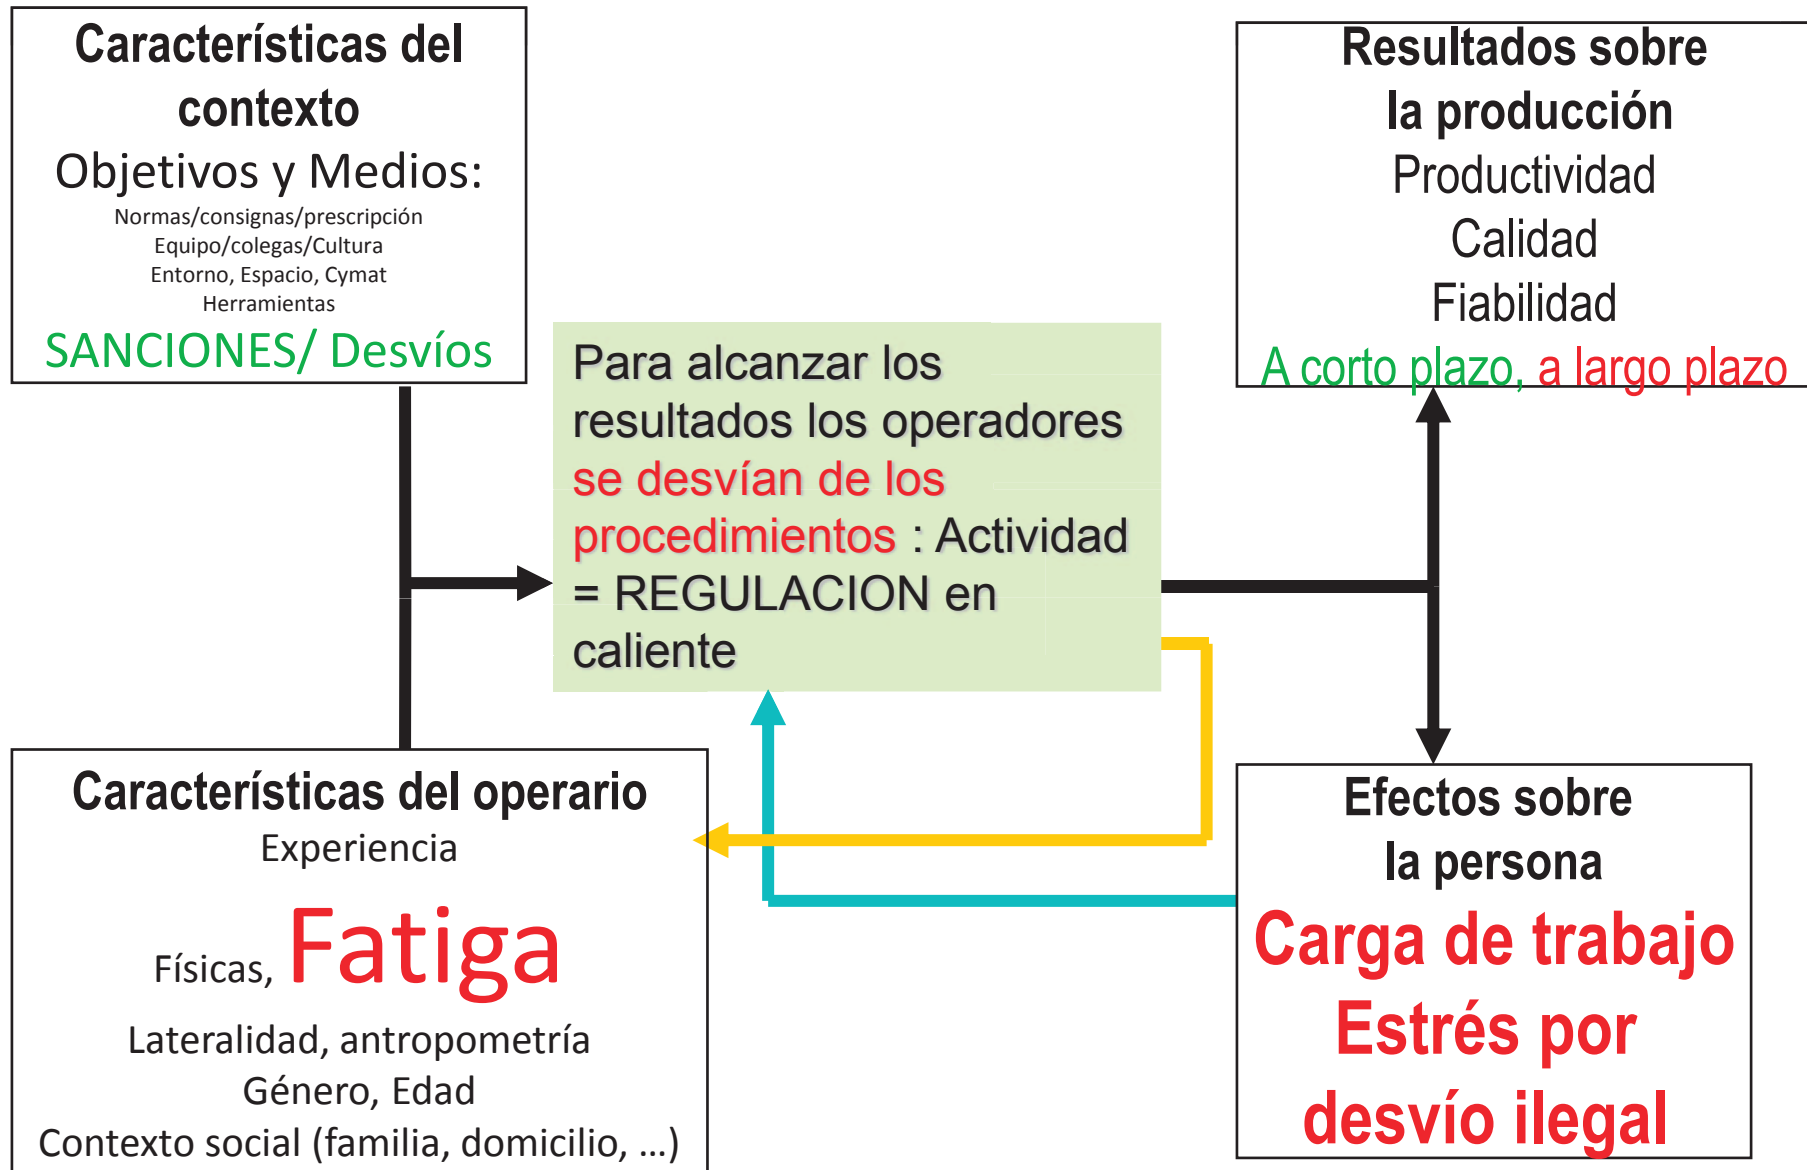 Características del
contexto
Objetivos y Medios:
Normas/consignas/prescripción
Equipo/colegas/Cultura
Entorno, Espacio, Cymat
Herramientas
SANCIONES/ Desvíos
Resultados sobre
la producción
Productividad
Calidad
Fiabilidad
A corto plazo, a largo plazo
Para alcanzar los
resultados los operadores
se desvían de los
procedimientos : Actividad
= REGULACION en
caliente
Características del operario
Experiencia
Físicas, Fatiga
Lateralidad, antropometría
Género, Edad
Contexto social (familia, domicilio, ...)
Efectos sobre
la persona
Carga de trabajo
Estrés por
desvío ilegal